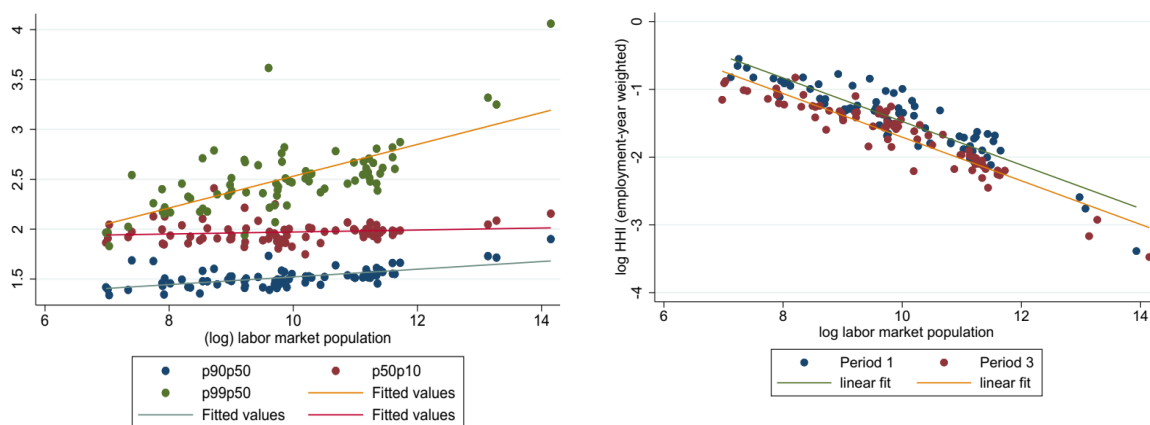 4
3.5
3
2.5
2
1.5
6
8
10
12
14
(log) labor market population
p90p50
p50p10
p99p50
Fitted values
Fitted values
Fitted values
log HHI (employment-year weighted)
0
-1
-2
-3
-4
6
8
10
12
14
log labor market population
Period 1
Period 3
linear fit
linear fit